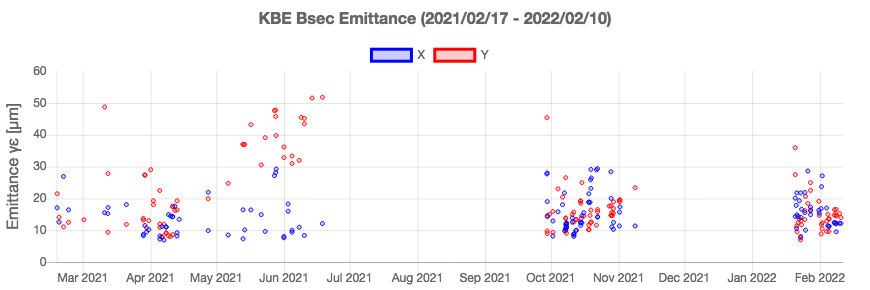 KBE Bsec Emittance (2021/02/17 - 2022/02/10)
X Y
Emittance γε [μm]
60
50
40
30
20
10
0
Mar 2021 Apr 2021 May 2021 Jun 2021 Jul 2021 Aug 2021 Sep 2021 Oct 2021 Nov 2021 Dec 2021 Jan 2022 Feb 2022